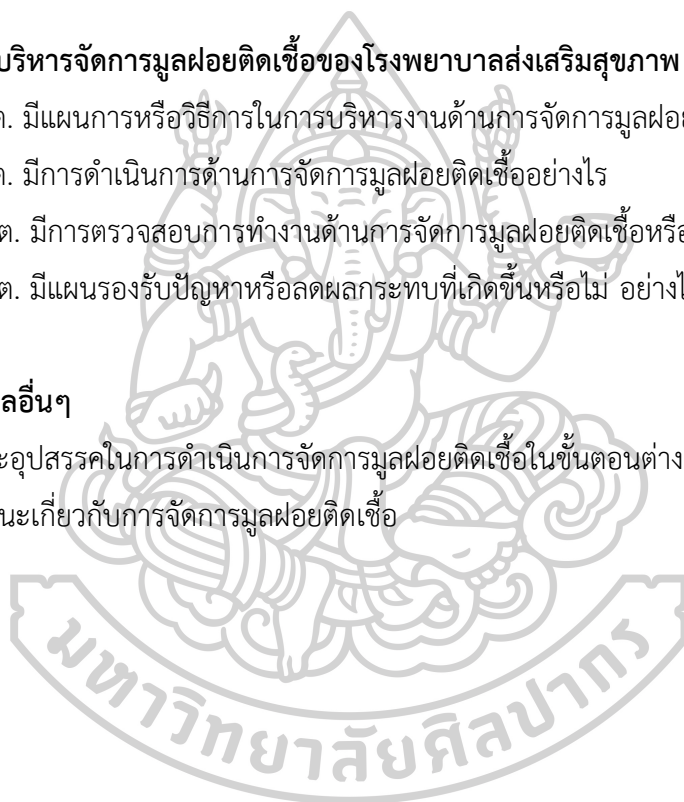 บริหารจัดการมูลฝอยติดเชื้อของโรงพยาบาลส่งเสริมสุขภาพ
ค. มีแผนการหรือวิธีการในการบริหารงานด้านการจัดการมูลฝอย
ค. มีการดำเนินการด้านการจัดการมูลฝอยติดเชื้ออย่างไร
ต. มีการตรวจสอบการทำงานด้านการจัดการมูลฝอยติดเชื้อหรือ
ต. มีแผนรองรับปัญหาหรือลดผลกระทบที่เกิดขึ้นหรือไม่ อย่างไ
ลอื่นๆ
ะอุปสรรคในการดำเนินการจัดการมูลฝอยติดเชื้อในขั้นตอนต่าง
นะเกี่ยวกับการจัดการมูลฝอยติดเชื้อ
มหาวิทยาลัยศิลปากร